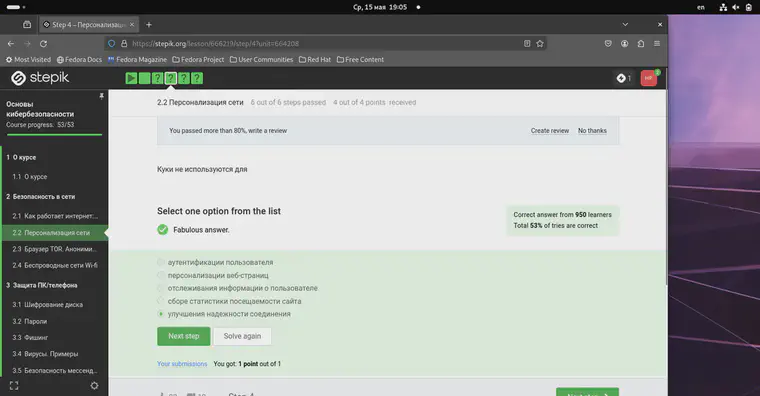 Ср, 15 мая 19:05
en
Step 4 – Персонализаци
https://stepik.org/lesson/666219/step/4?unit=664208
Most Visited
Fedora Docs
Fedora Magazine
Fedora Project
User Communities
Red Hat
Free Content
stepik
1
Основы кибербезопасности
Course progress: 53/53
2.2 Персонализация сети 6 out of 6 steps passed 4 out of 4 points received
You passed more than 80%, write a review
Create review
No thanks
1 О курсе
1.1 О курсе
2 Безопасность в сети
2.1 Как работает интернет:...
2.2 Персонализация сети
2.3 Браузер TOR. Анонимн...
2.4 Беспроводные сети Wi-fi
3 Защита ПК/телефона
3.1 Шифрование диска
3.2 Пароли
3.3 Фишинг
3.4 Вирусы. Примеры
3.5 Безопасность мессенд...
Куки не используются для
Select one option from the list
Fabulous answer.
Correct answer from 950 learners
Total 53% of tries are correct
аутентификации пользователя
персонализации веб-страниц
отслеживания информации о пользователе
сборе статистики посещаемости сайта
улучшения надежности соединения
Next step
Solve again
Your submissions You got: 1 point out of 1
Step 4
Next step